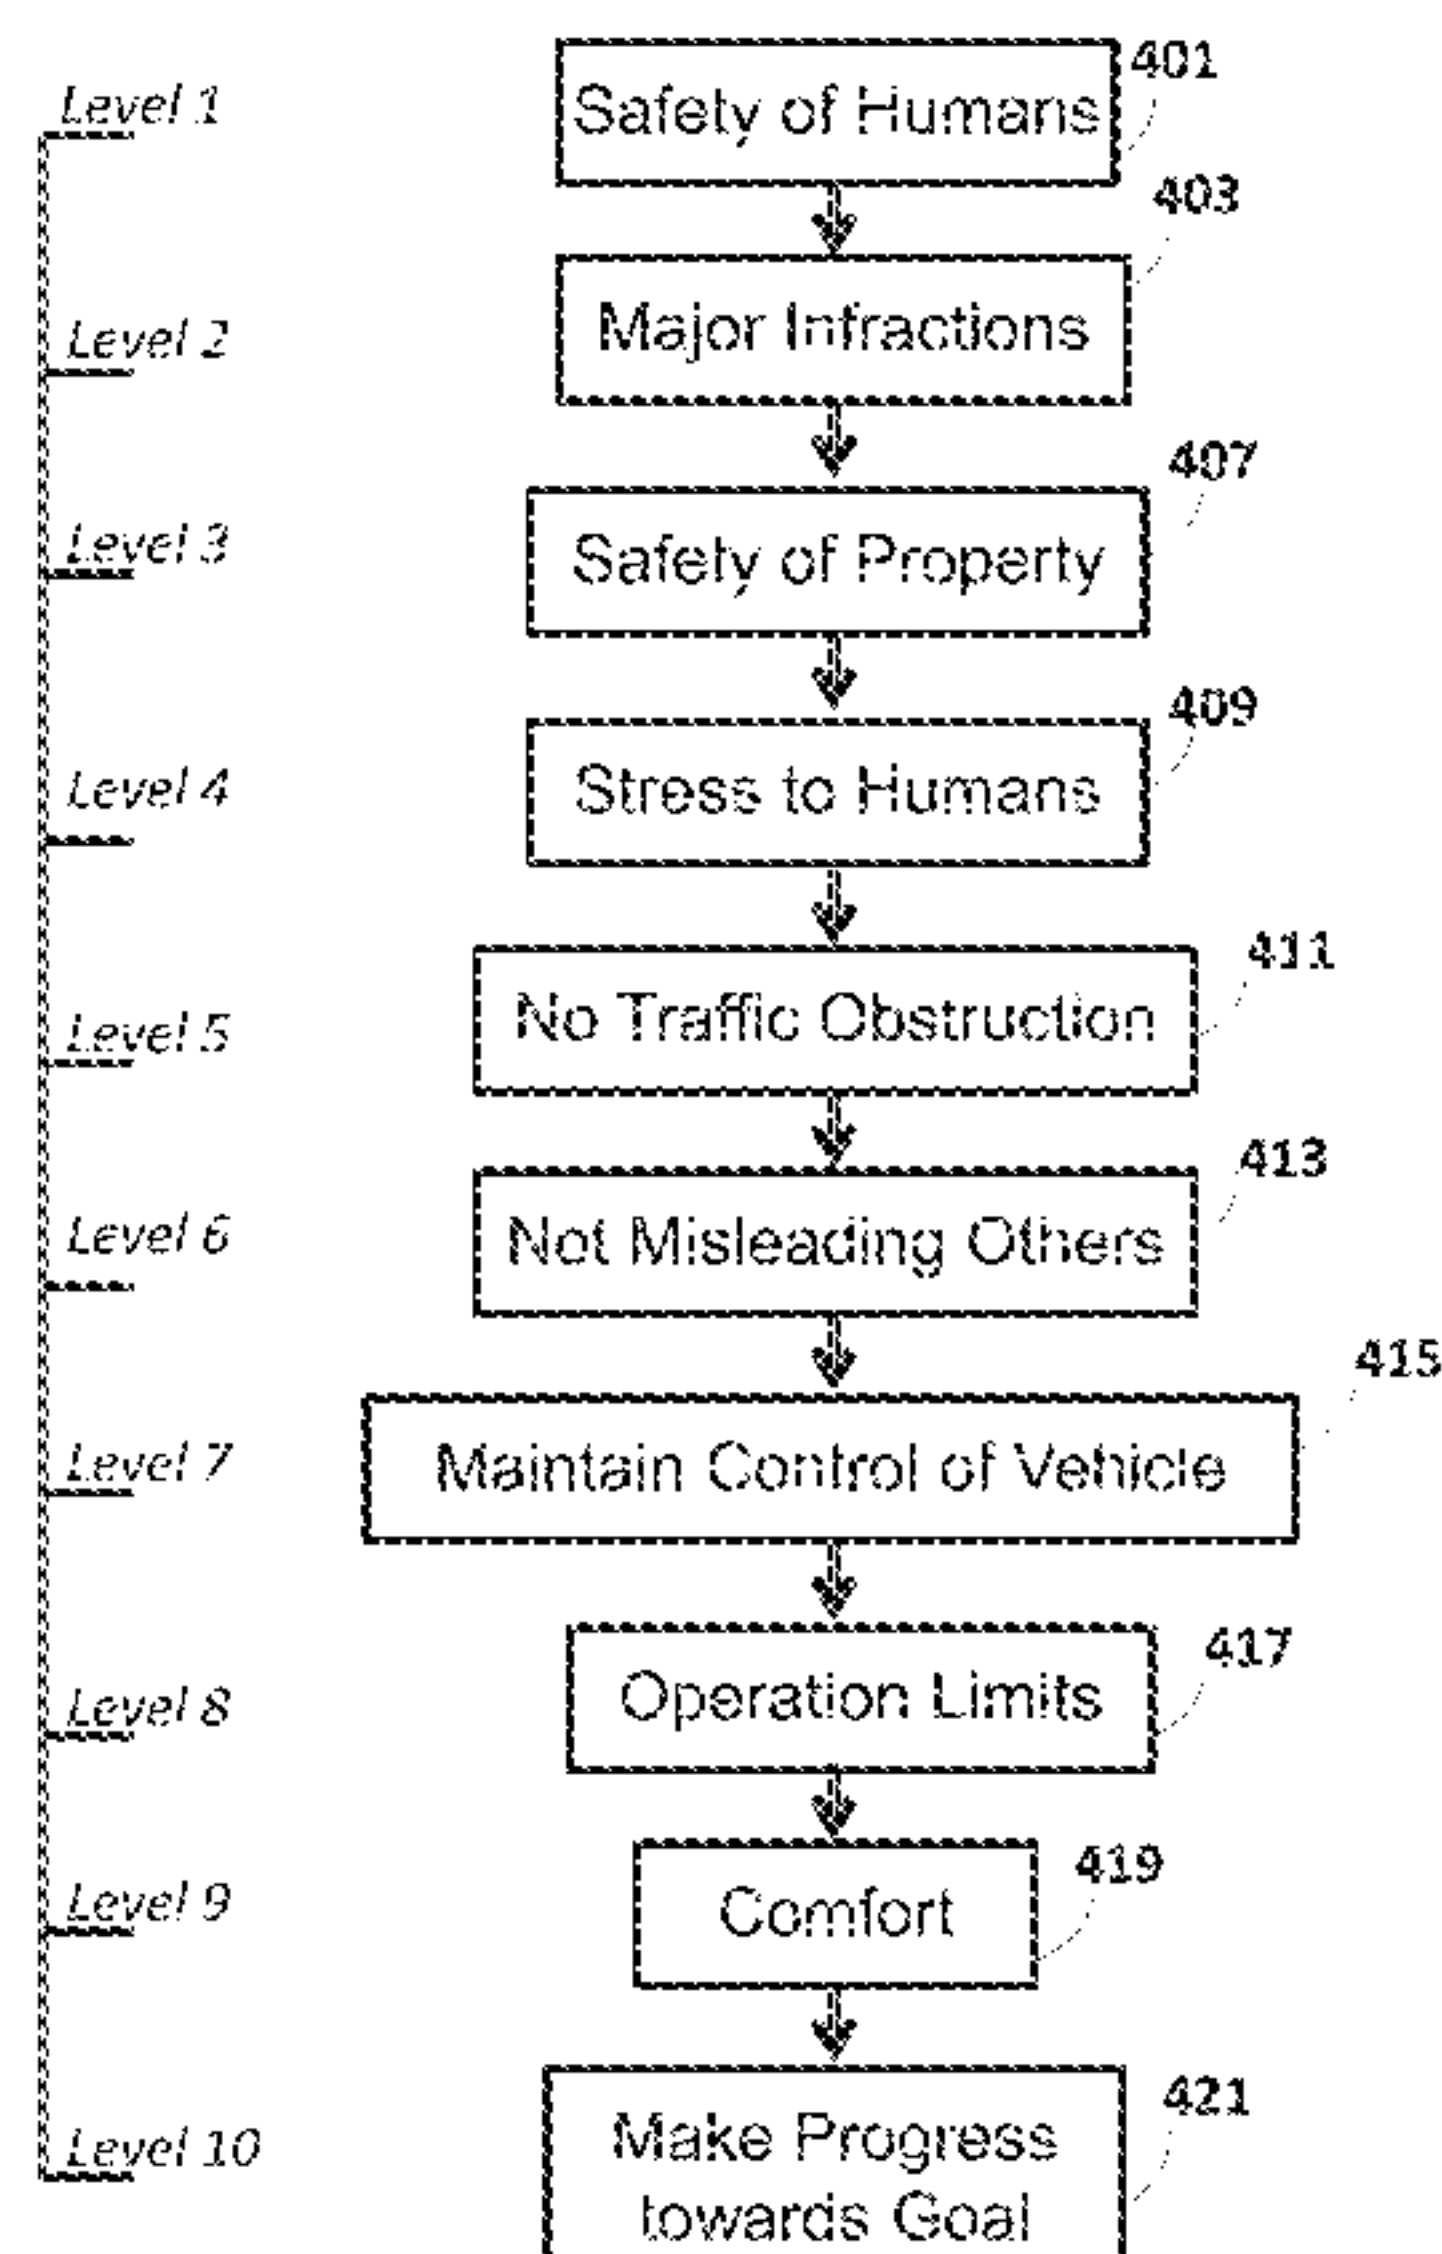 401
Level 1
Safety of Humans
403
Level 2
Major Infractions
407
Level 3
Safety of Property
409
Level 4
Stress to Humans
411
Level 5
No Traffic Obstruction
413
Level 6
Not Misleading Others
415
Level 7
Maintain Control of Vehicle
417
Level 8
Operation Limits
419
Level 9
Comfort
421
Level 10
Make Progress
towards Goal